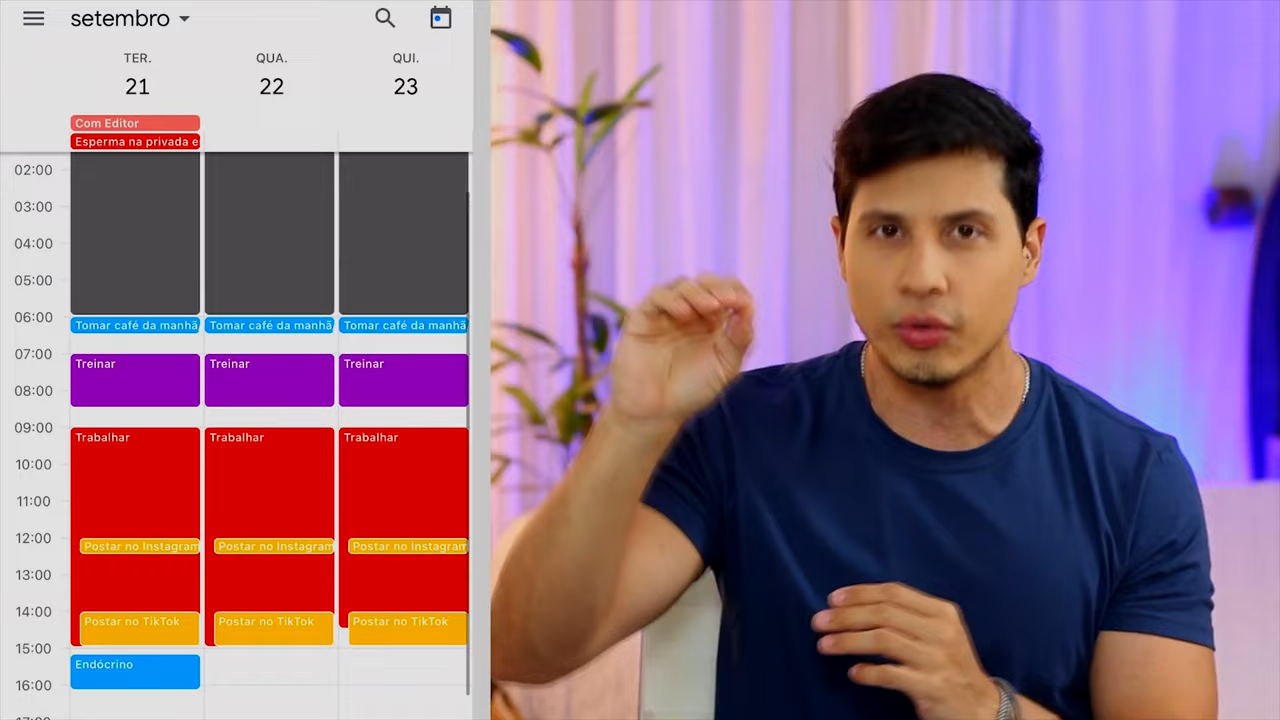 setembro
TER.
QUA.
QUI.
21
22
23
Com Editor
Esperma na privada e
02:00
03:00
04:00
05:00
06:00
Tomar café da manhã
Tomar café da manhã
Tomar café da manhã
07:00
Treinar
Treinar
Treinar
08:00
09:00
Trabalhar
Trabalhar
Trabalhar
10:00
11:00
12:00
Postar no Instagram
Postar no Instagram
Postar no Instagram
13:00
14:00
Postar no TikTok
Postar no TikTok
Postar no TikTok
15:00
Endócrino
16:00